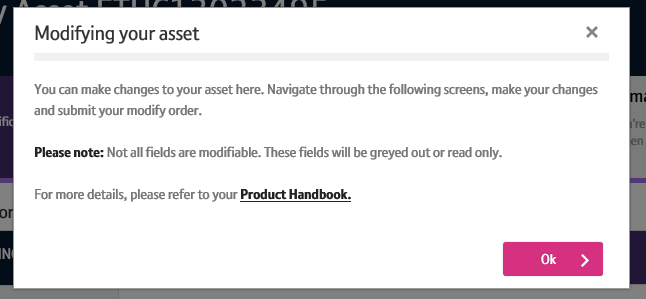 Modifying your asset
You can make changes to your asset here. Navigate through the following screens, make your changes
and submit your modify order.
Please note: Not all fields are modifiable. These fields will be greyed out or read only.
For more details, please refer to your Product Handbook.
Ok